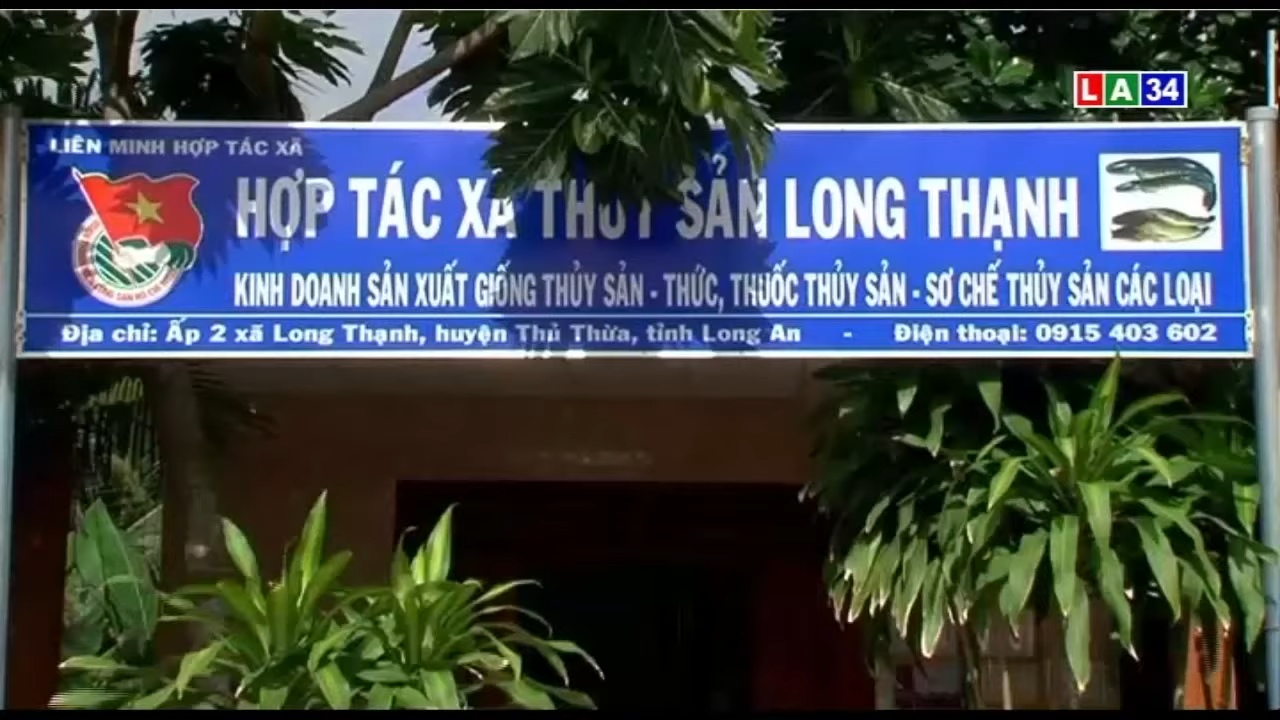 LA34
LIÊN MINH HỢP TÁC XÃ
HỢP TÁC XÃ THỦY SẢN LONG THẠNH
KINH DOANH SẢN XUẤT GIỐNG THỦY SẢN - THỨC, THUỐC THỦY SẢN - SƠ CHẾ THỦY SẢN CÁC LOẠI
Địa chỉ: Ấp 2 xã Long Thạnh, huyện Thủ Thừa, tỉnh Long An - Điện thoại: 0915 403 602